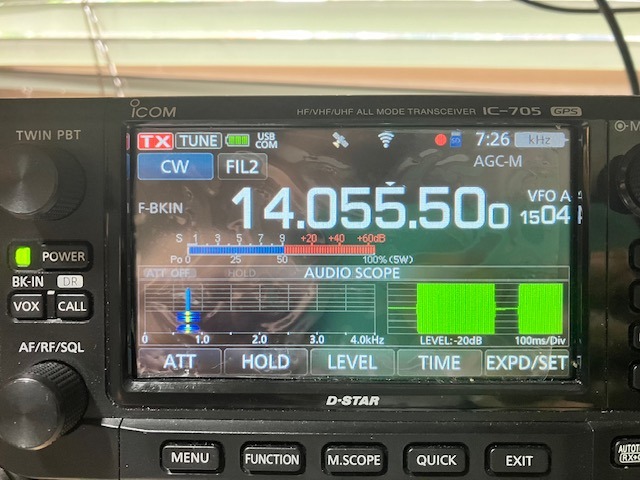 ICOM HF/VHF/UHF ALL MODE TRANSCEIVER IC-705 GPS
TWIN PBT
TX TUNE USB COM 7:26 kHz
CW FIL2 AGC-M
F-BKIN 14.055.500 VFO A
1504
S 1 3 5 7 9 +20 +40 +60dB
Po 0 25 50 100% (5W)
POWER
ATT OFF HOLD AUDIO SCOPE
BK-IN DR
VOX CALL
0 1.0 2.0 3.0 4.0kHz LEVEL:-20dB 100ms/Div
AF/RF/SQL
ATT HOLD LEVEL TIME EXPD/SET
D-STAR
MENU FUNCTION M.SCOPE QUICK EXIT